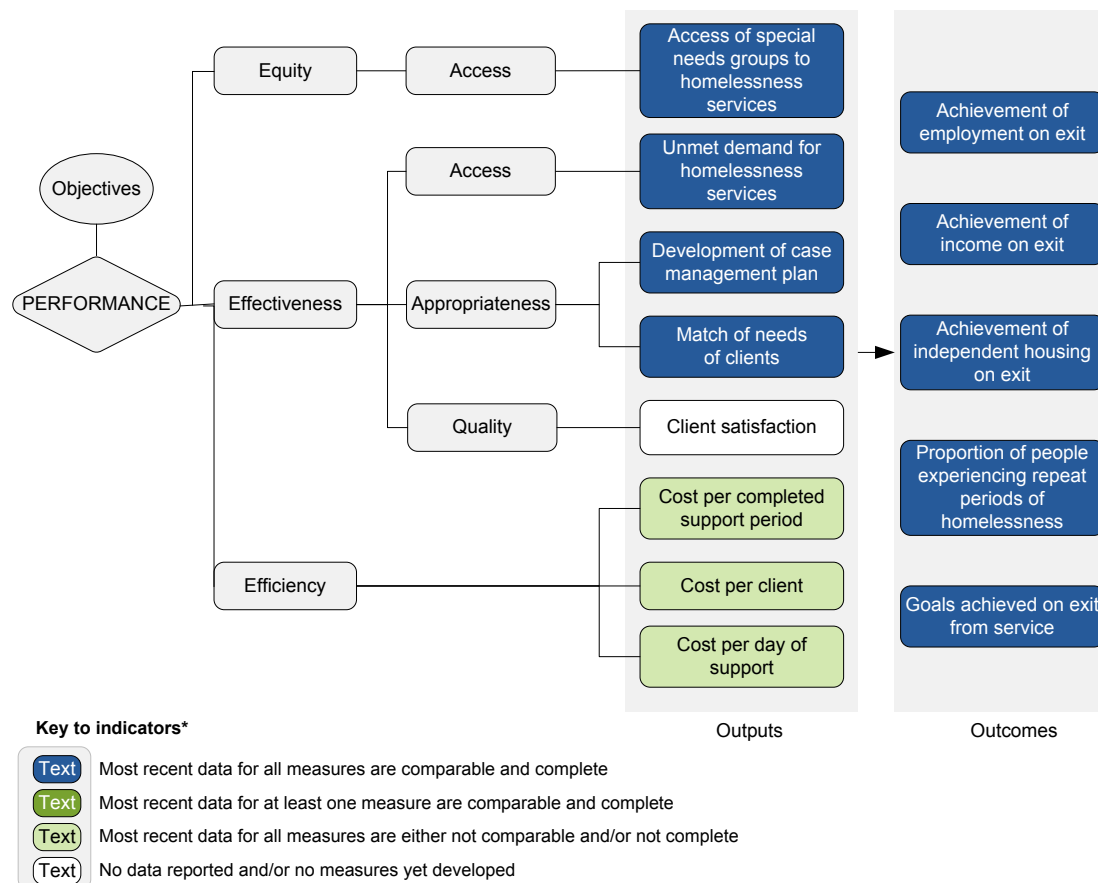 Objectives
PERFORMANCE
Equity
Access
Access of special
needs groups to
homelessness
services
Effectiveness
Access
Unmet demand for
homelessness
services
Appropriateness
Development of case
management plan
Match of needs
of clients
Quality
Client satisfaction
Efficiency
Cost per completed
support period
Cost per client
Cost per day of
support
Outputs
Achievement of
employment on exit
Achievement of
income on exit
Achievement of
independent housing
on exit
Proportion of people
experiencing repeat
periods of
homelessness
Goals achieved on exit
from service
Outcomes
Key to indicators*
Text Most recent data for all measures are comparable and complete
Text Most recent data for at least one measure are comparable and complete
Text Most recent data for all measures are either not comparable and/or not complete
Text No data reported and/or no measures yet developed